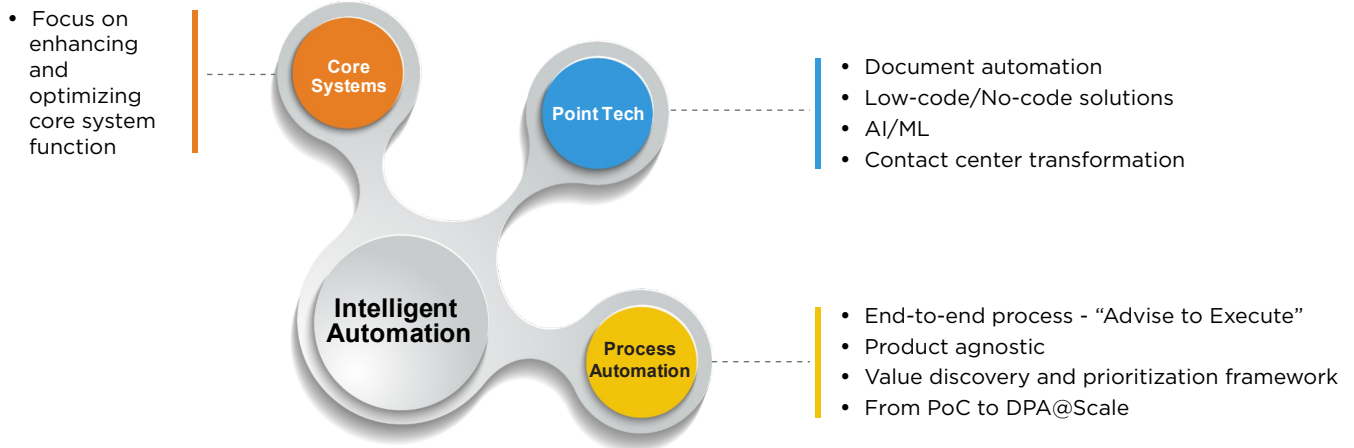 • Focus on
enhancing
and
optimizing
core system
function
Core
Systems
Point Tech
• Document automation
• Low-code/No-code solutions
• AI/ML
• Contact center transformation
Intelligent
Automation
Process
Automation
• End-to-end process - “Advise to Execute”
• Product agnostic
• Value discovery and prioritization framework
• From PoC to DPA@Scale